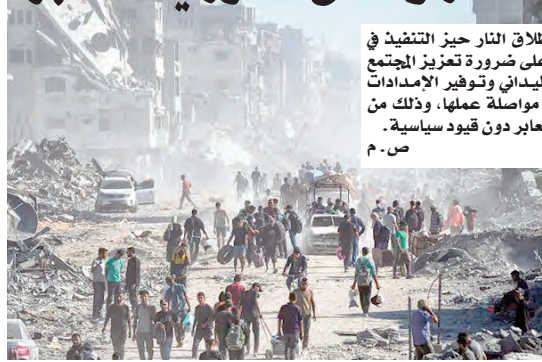 طلاق النار حيز التنفيذ في
على ضرورة تعزيز المجتمع
ليداني وتوفير الإمدادات
مواصلة عملها، وذلك من
عابر دون قيود سياسية.
ص.م